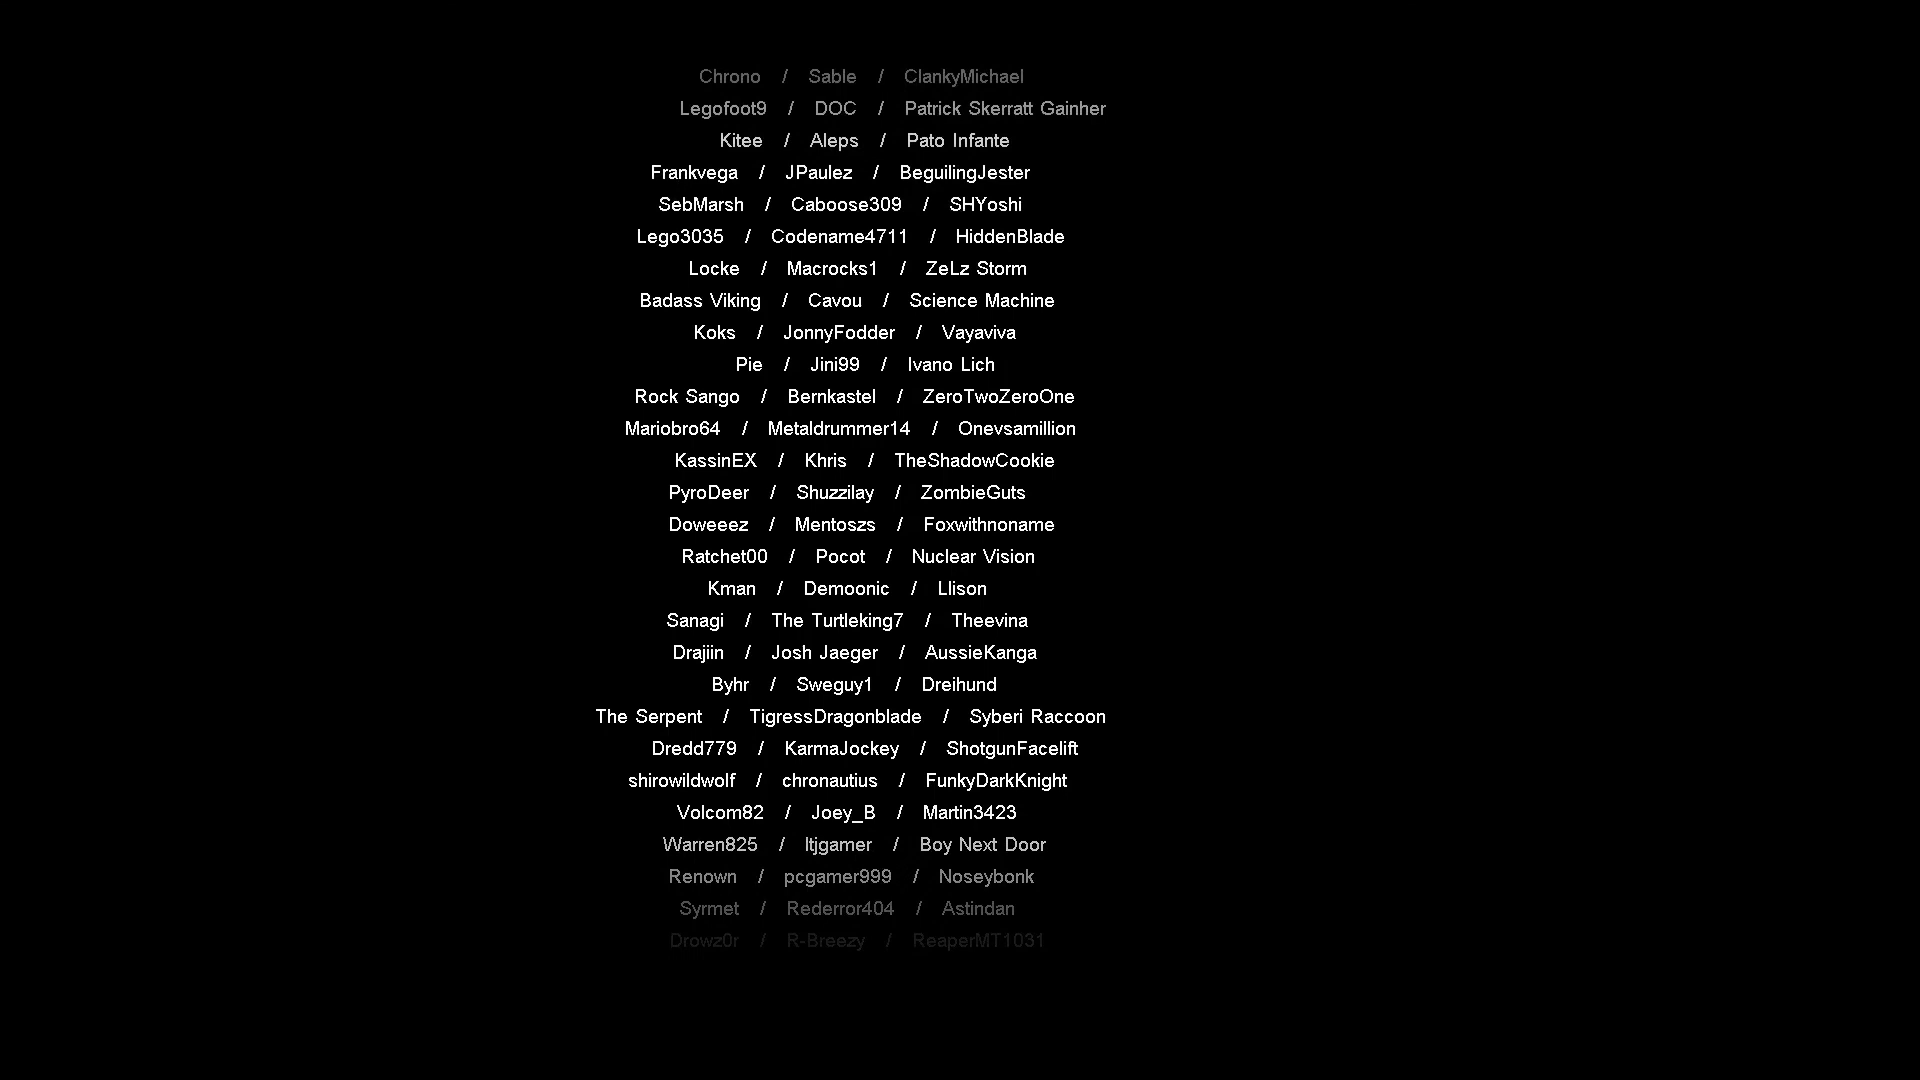 Chrono / Sable / ClankyMichael
Legofoot9 / DOC / Patrick Skerratt Gainher
Kitee / Aleps / Pato Infante
Frankvega / JPaulez / BeguilingJester
SebMarsh / Caboose309 / SHYoshi
Lego3035 / Codename4711 / HiddenBlade
Locke / Macrocks1 / ZeLz Storm
Badass Viking / Cavou / Science Machine
Koks / JonnyFodder / Vayaviva
Pie / Jini99 / Ivano Lich
Rock Sango / Bernkastel / ZeroTwoZeroOne
Mariobro64 / Metaldrummer14 / Onevsamillion
KassinEX / Khris / TheShadowCookie
PyroDeer / Shuzzilay / ZombieGuts
Doweeez / Mentoszs / Foxwithnoname
Ratchet00 / Pocot / Nuclear Vision
Kman / Demoonic / Llison
Sanagi / The Turtleking7 / Theevina
Drajiin / Josh Jaeger / AussieKanga
Byhr / Sweguy1 / Dreihund
The Serpent / TigressDragonblade / Syberi Raccoon
Dredd779 / KarmaJockey / ShotgunFacelift
shirowildwolf / chronautius / FunkyDarkKnight
Volcom82 / Joey_B / Martin3423
Warren825 / ltjgamer / Boy Next Door
Renown / pcgamer999 / Noseybonk
Syrmet / Rederror404 / Astindan
Drowz0r / R-Breezy / ReaperMT1031